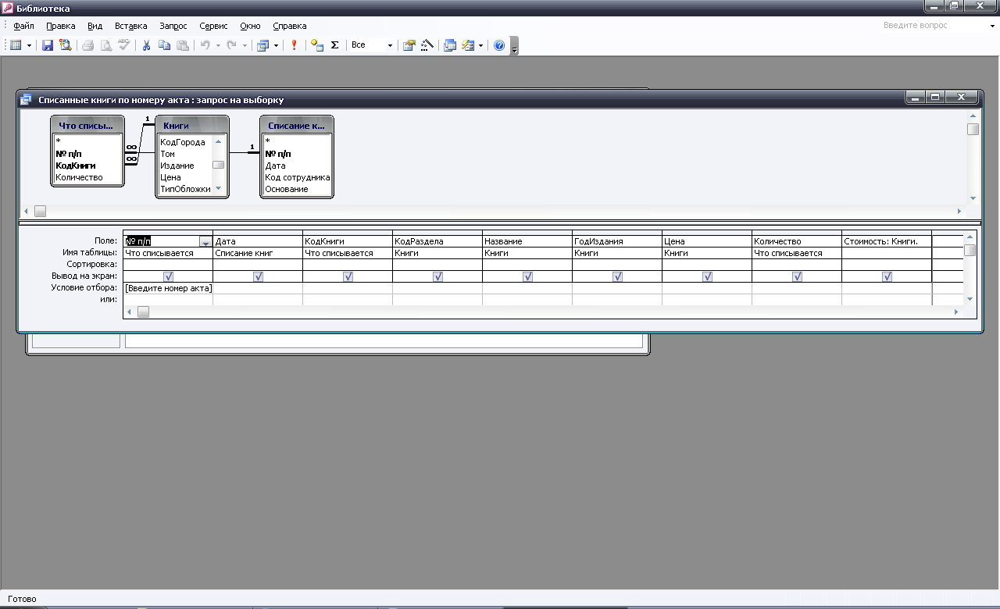 Библиотека
Файл Правка Вид Вставка Запрос Сервис Окно Справка Введите вопрос
Все
Списанные книги по номеру акта : запрос на выборку
Что списы... Книги Списание к...
* КодГорода *
№ п/п Том № п/п
КодКниги Издание Дата
Количество Цена Код сотрудника
ТипОбложки Основание
1 ∞ ∞ 1
Поле: № п/п Дата КодКниги КодРаздела Название ГодИздания Цена Количество Стоимость: Книги.
Имя таблицы: Что списывается Списание книг Что списывается Книги Книги Книги Книги Что списывается
Сортировка:
Вывод на экран:
Условие отбора: [Введите номер акта]
или:
Готово